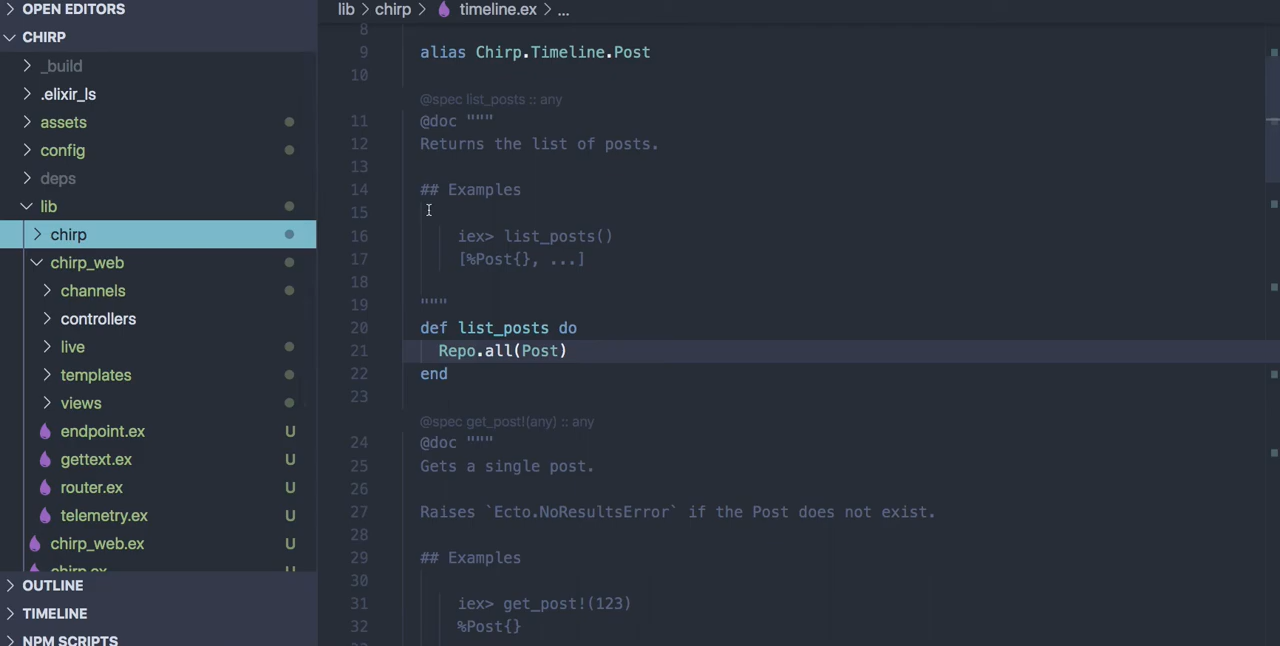 OPEN EDITORS
CHIRP
_build
.elixir_ls
assets
config
deps
lib
chirp
chirp_web
channels
controllers
live
templates
views
endpoint.ex U
gettext.ex U
router.ex U
telemetry.ex U
chirp_web.ex U
chirp.ex U
OUTLINE
TIMELINE
NPM SCRIPTS
lib > chirp > timeline.ex > ...
8
9 alias Chirp.Timeline.Post
10
@spec list_posts :: any
11 @doc """
12 Returns the list of posts.
13
14 ## Examples
15
16 iex> list_posts()
17 [%Post{}, ...]
18
19 """
20 def list_posts do
21 Repo.all(Post)
22 end
23
@spec get_post!(any) :: any
24 @doc """
25 Gets a single post.
26
27 Raises `Ecto.NoResultsError` if the Post does not exist.
28
29 ## Examples
30
31 iex> get_post!(123)
32 %Post{}